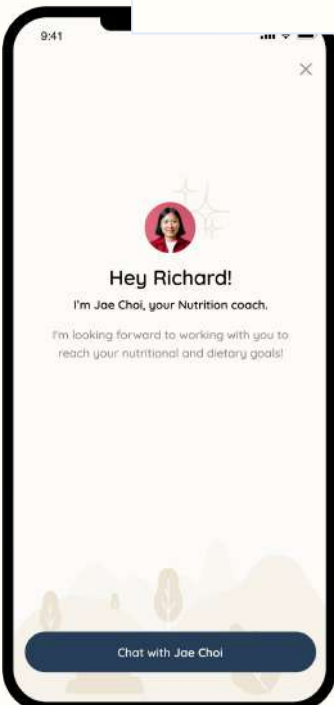 9:41
Hey Richard!
I'm Jae Choi, your Nutrition coach.
I'm looking forward to working with you to
reach your nutritional and dietary goals!
Chat with Jae Choi